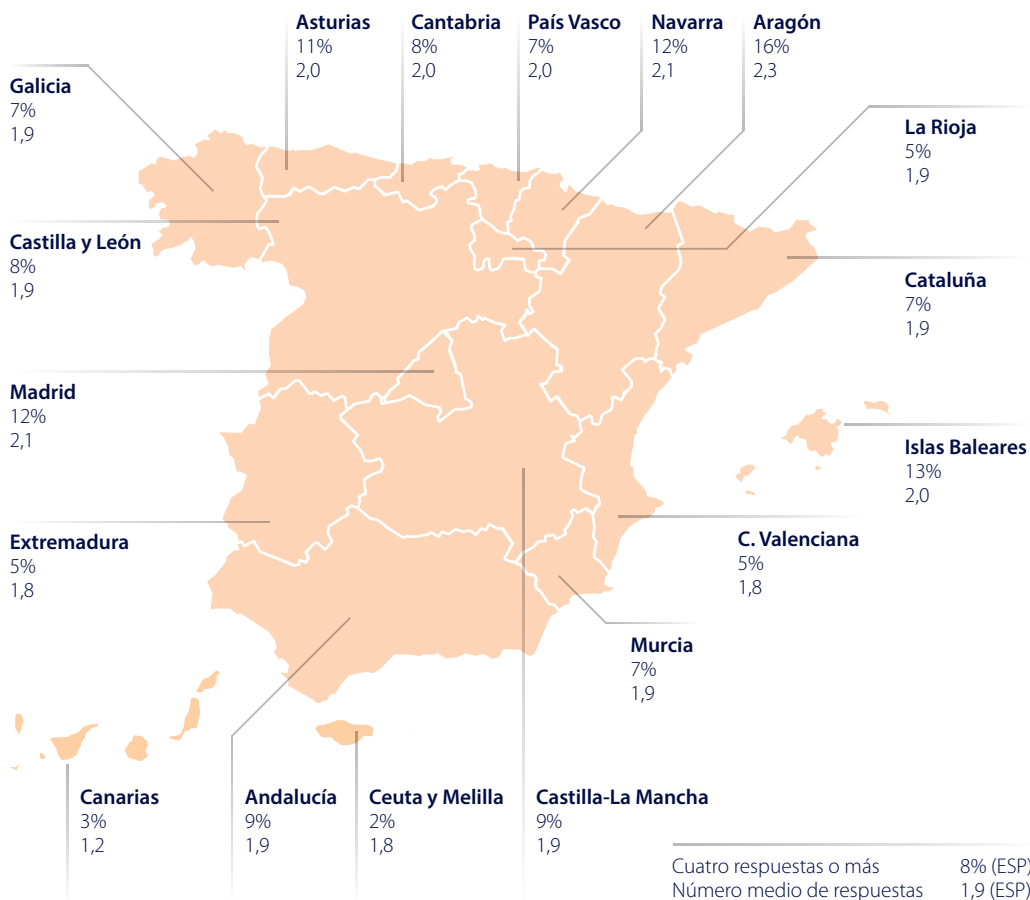 Asturias
11%
2,0
Cantabria
8%
2,0
País Vasco
7%
2,0
Navarra
12%
2,1
Aragón
16%
2,3
Galicia
7%
1,9
La Rioja
5%
1,9
Castilla y León
8%
1,9
Cataluña
7%
1,9
Madrid
12%
2,1
Islas Baleares
13%
2,0
Extremadura
5%
1,8
C. Valenciana
5%
1,8
Murcia
7%
1,9
Canarias
3%
1,2
Andalucía
9%
1,9
Ceuta y Melilla
2%
1,8
Castilla-La Mancha
9%
1,9
Cuatro respuestas o más 8% (ESP)
Número medio de respuestas 1,9 (ESP)